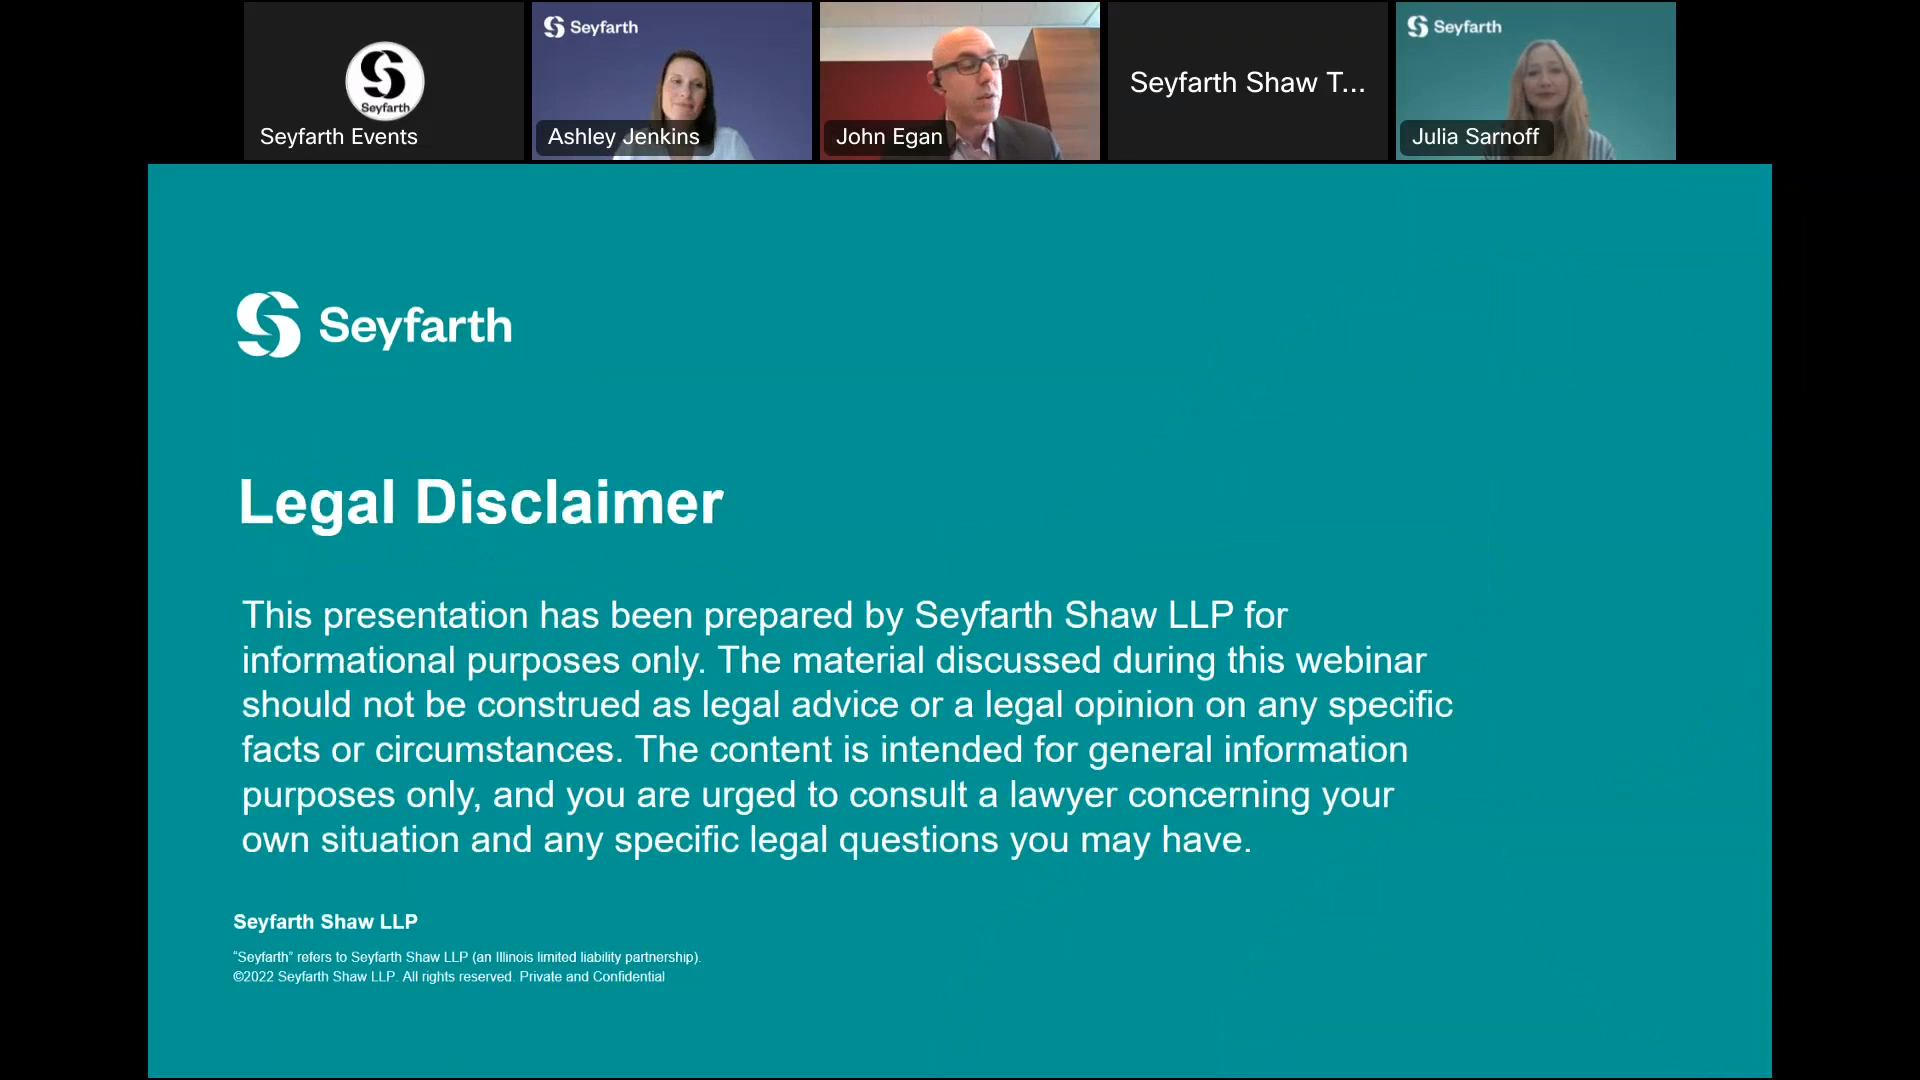 Seyfarth
Seyfarth Events
Seyfarth
Ashley Jenkins
John Egan
Seyfarth Shaw T...
Seyfarth
Julia Sarnoff
Seyfarth
Legal Disclaimer
This presentation has been prepared by Seyfarth Shaw LLP for
informational purposes only. The material discussed during this webinar
should not be construed as legal advice or a legal opinion on any specific
facts or circumstances. The content is intended for general information
purposes only, and you are urged to consult a lawyer concerning your
own situation and any specific legal questions you may have.
Seyfarth Shaw LLP
“Seyfarth” refers to Seyfarth Shaw LLP (an Illinois limited liability partnership).
©2022 Seyfarth Shaw LLP. All rights reserved. Private and Confidential